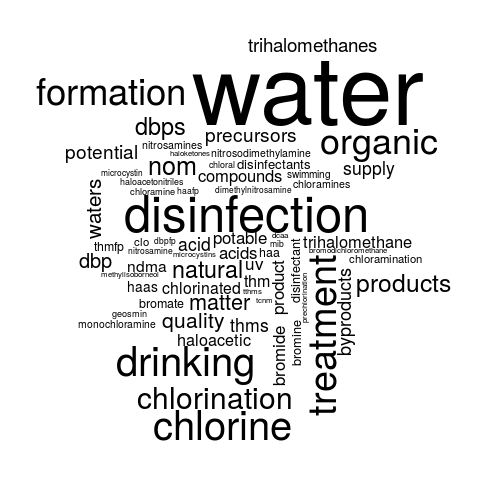 trihalomethanes
water
formation
dbps
precursors
organic
nitrosamines
potential
haloketones
nitrosodimethylamine
nom
chloral
disinfectants
supply
microcystin
compounds
swimming
haloacetonitriles
chloramines
chloramine
haafp
dimethylnitrosamine
waters
disinfection
dcaa
thmfp
clo
dbpfp
acid
potable
mib
trihalomethane
nitrosamine
microcystins
acids
haa
disinfectant
bromodichloromethane
dbp
ndma
natural
uv
product
chloramination
methylisoborneol
haas
chlorinated
thm
tthms
prechlorination
treatment
byproducts
products
bromate
matter
tcnm
geosmin
monochloramine
quality
thms
bromide
bromine
haloacetic
drinking
chlorination
chlorine